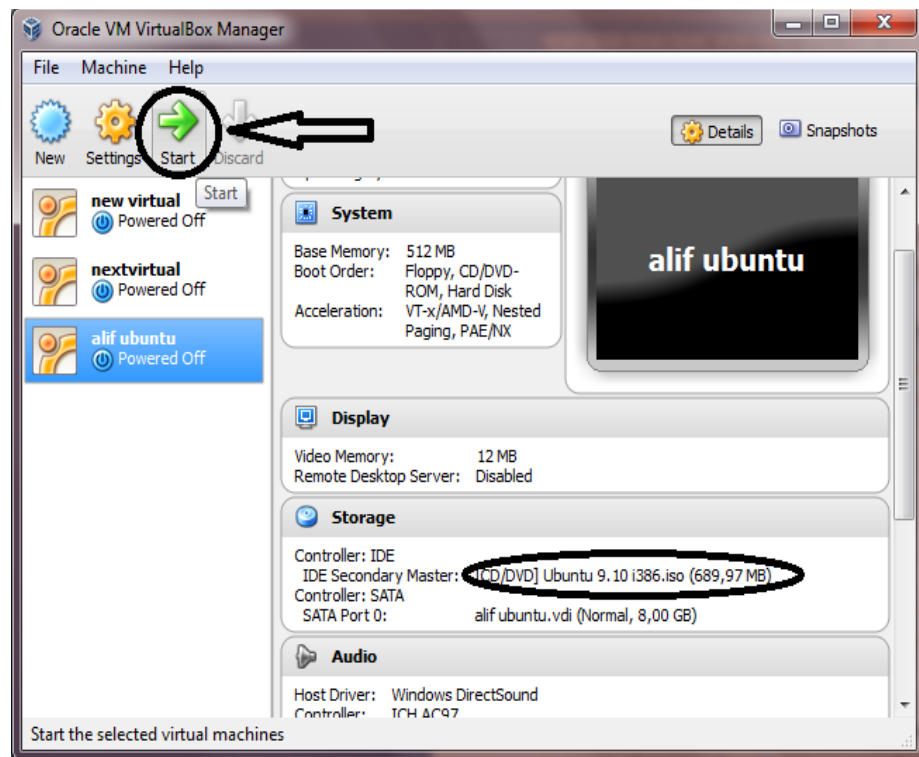 Oracle VM VirtualBox Manager
File Machine Help
New Settings Start Discard
Details Snapshots
Start
new virtual
Powered Off
nextvirtual
Powered Off
alif ubuntu
Powered Off
System
Base Memory: 512 MB
Boot Order: Floppy, CD/DVD-
ROM, Hard Disk
Acceleration: VT-x/AMD-V, Nested
Paging, PAE/NX
alif ubuntu
Display
Video Memory: 12 MB
Remote Desktop Server: Disabled
Storage
Controller: IDE
IDE Secondary Master: [CD/DVD] Ubuntu 9.10 i386.iso (689,97 MB)
Controller: SATA
SATA Port 0: alif ubuntu.vdi (Normal, 8,00 GB)
Audio
Host Driver: Windows DirectSound
Controller: ICH AC97
Start the selected virtual machines